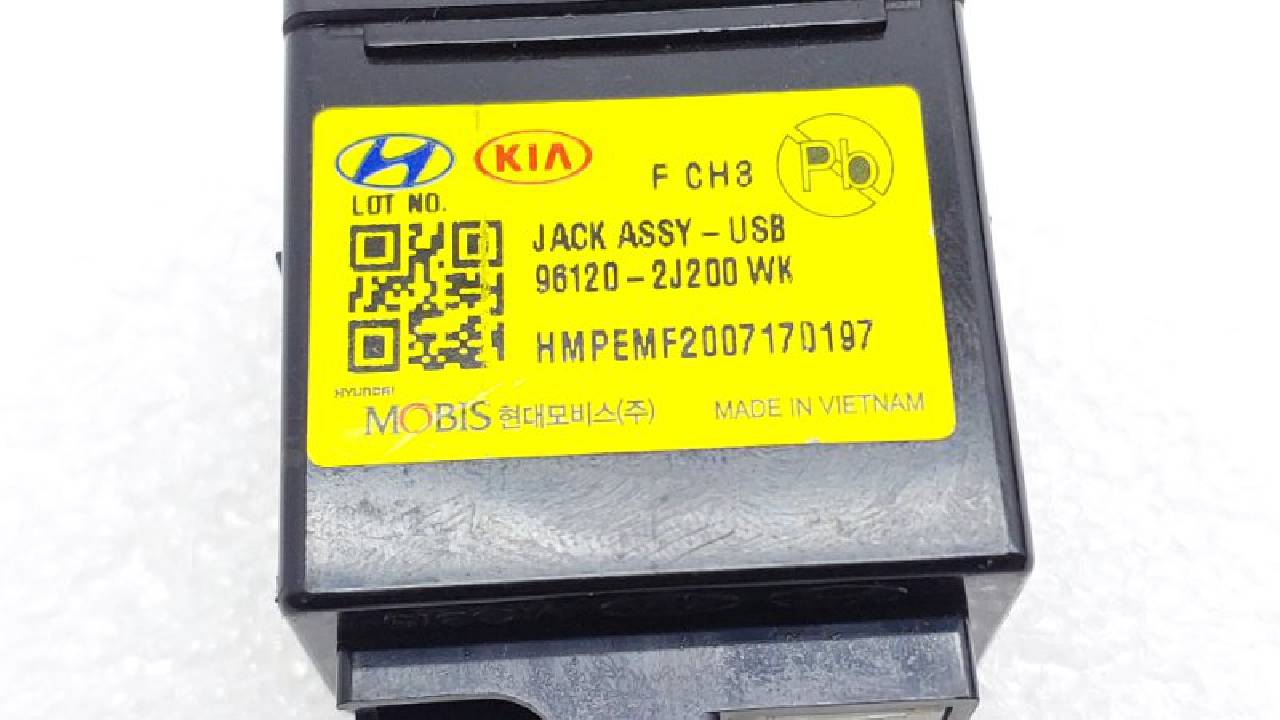 KIA
F CH3
Pb
LOT NO.
JACK ASSY - USB
96120 - 2J200 WK
HMPEMF2007170197
HYUNDAI
MOBIS 현대모비스(주)
MADE IN VIETNAM